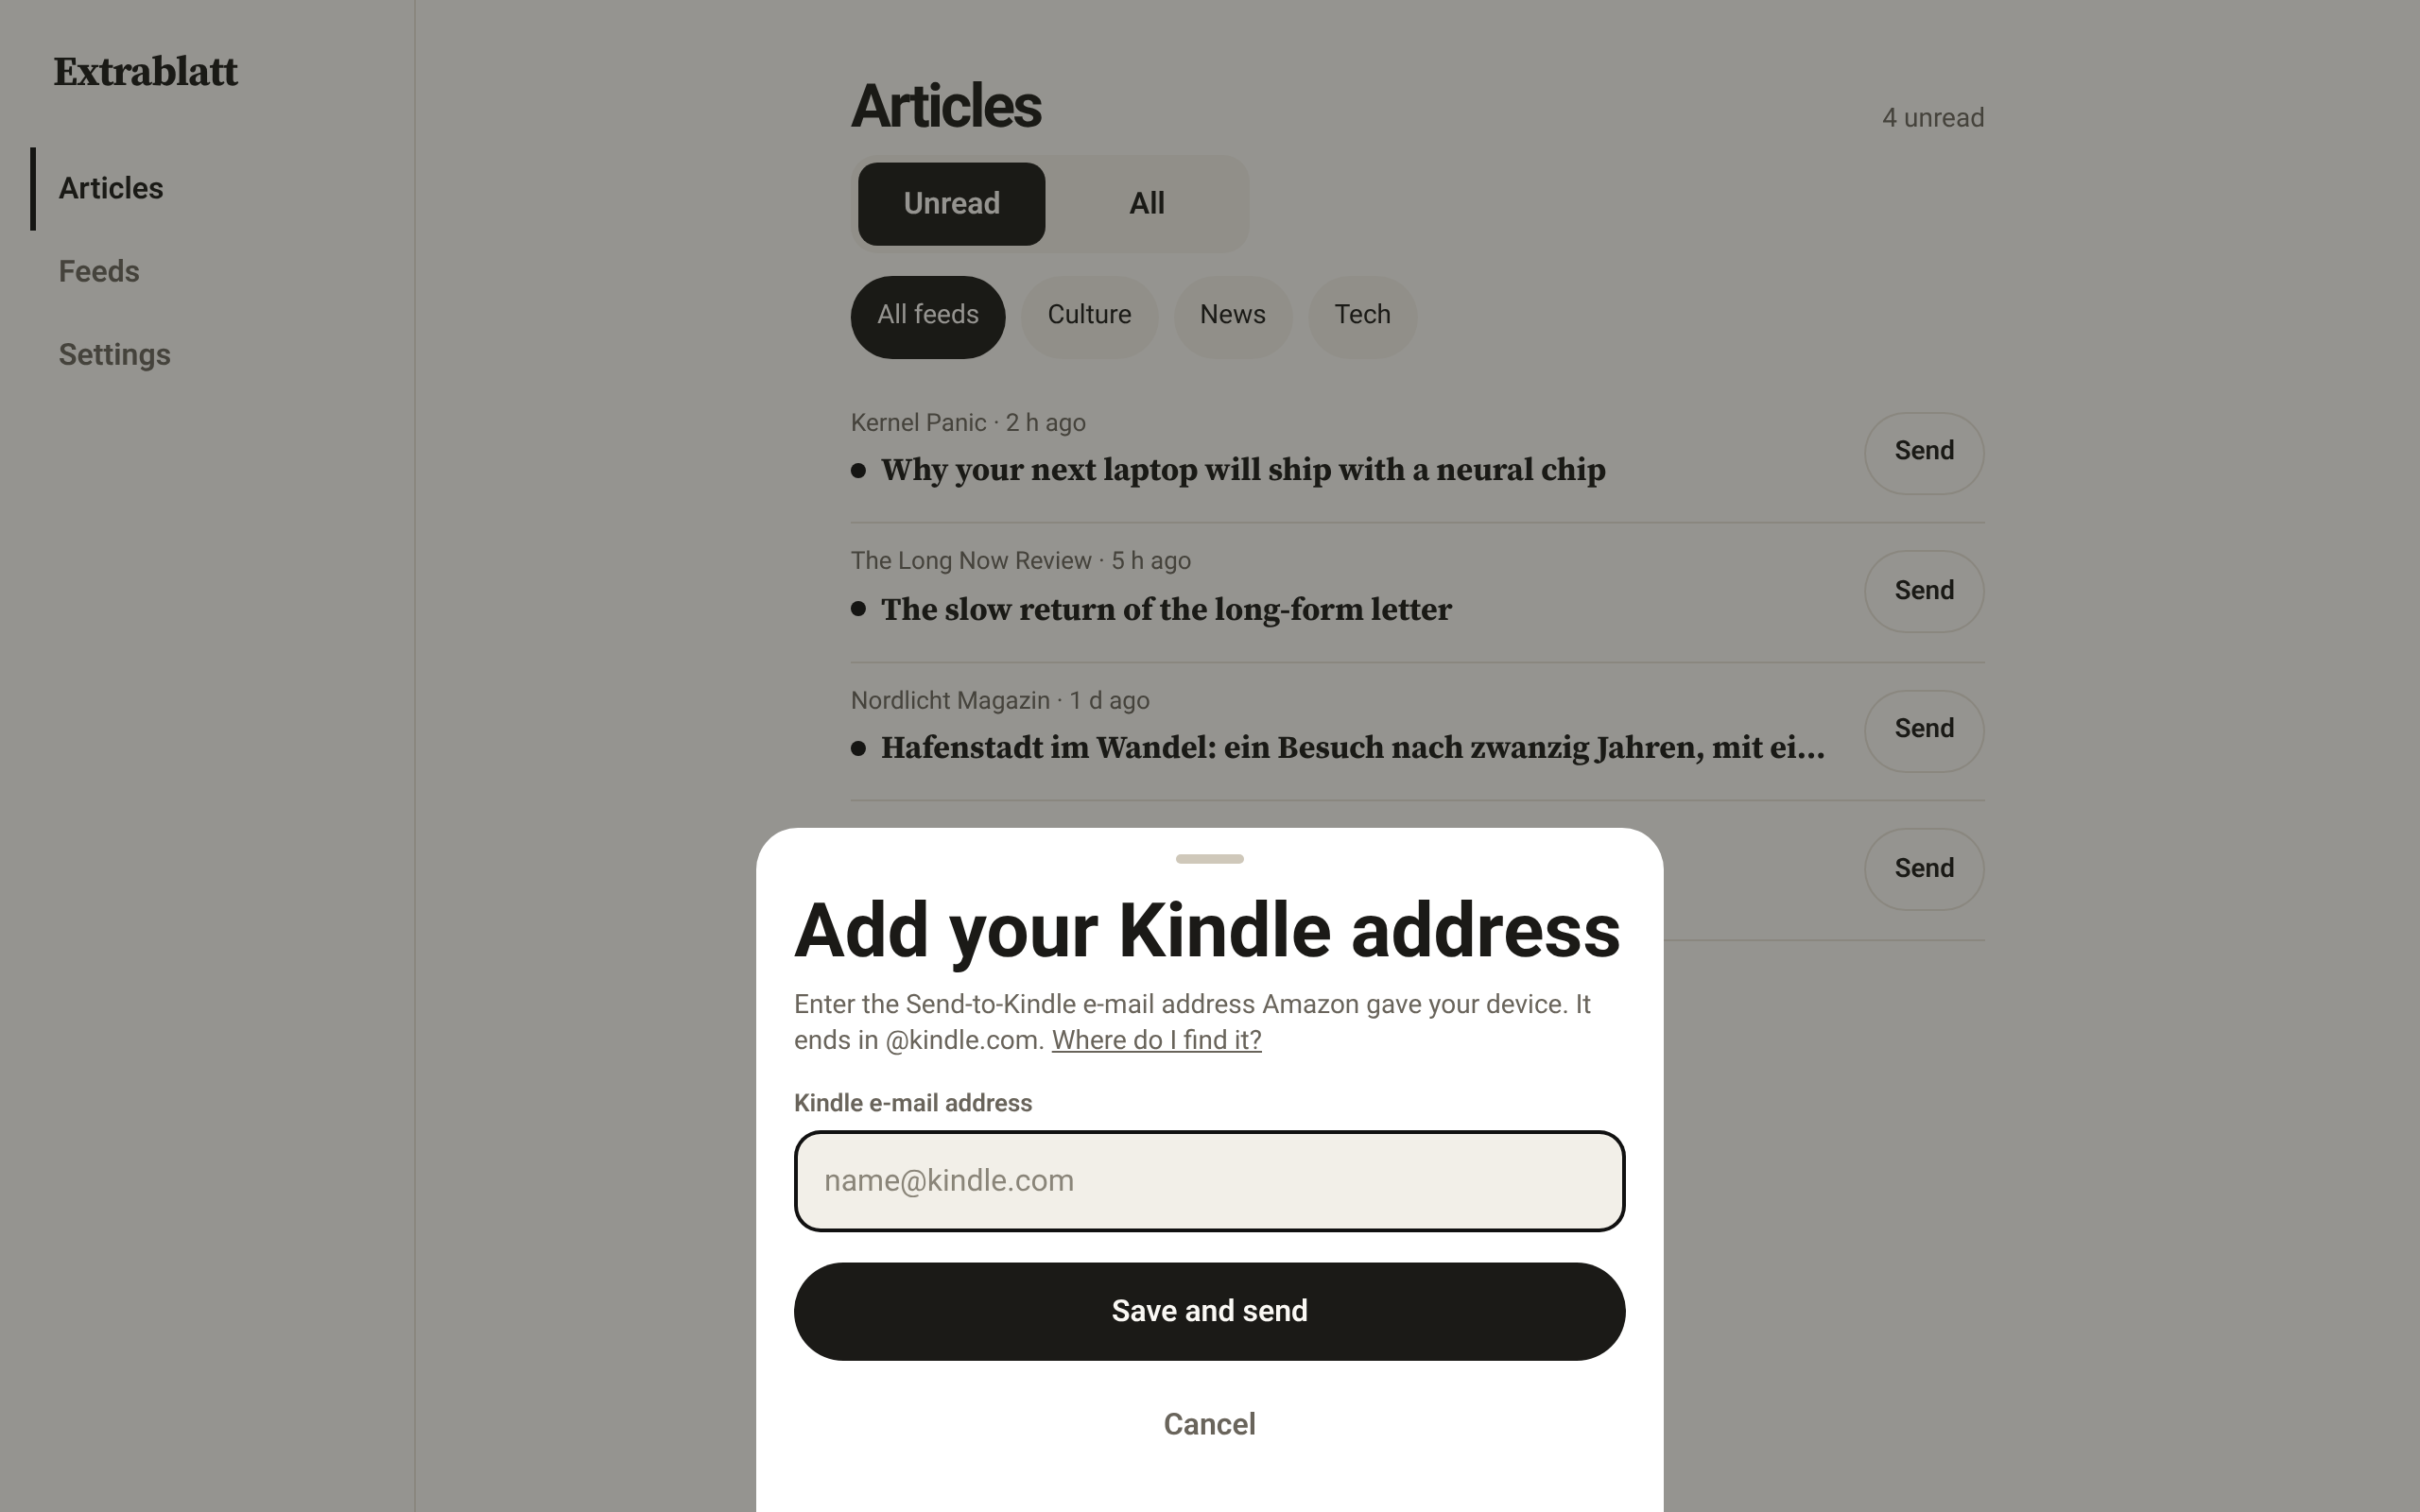 Extrablatt
Articles
Feeds
Settings
Articles
4 unread
Unread
All
All feeds
Culture
News
Tech
Kernel Panic · 2 h ago
Why your next laptop will ship with a neural chip
Send
The Long Now Review · 5 h ago
The slow return of the long-form letter
Send
Nordlicht Magazin · 1 d ago
Hafenstadt im Wandel: ein Besuch nach zwanzig Jahren, mit ei...
Send
Send
Add your Kindle address
Enter the Send-to-Kindle e-mail address Amazon gave your device. It
ends in @kindle.com. Where do I find it?
Kindle e-mail address
name@kindle.com
Save and send
Cancel